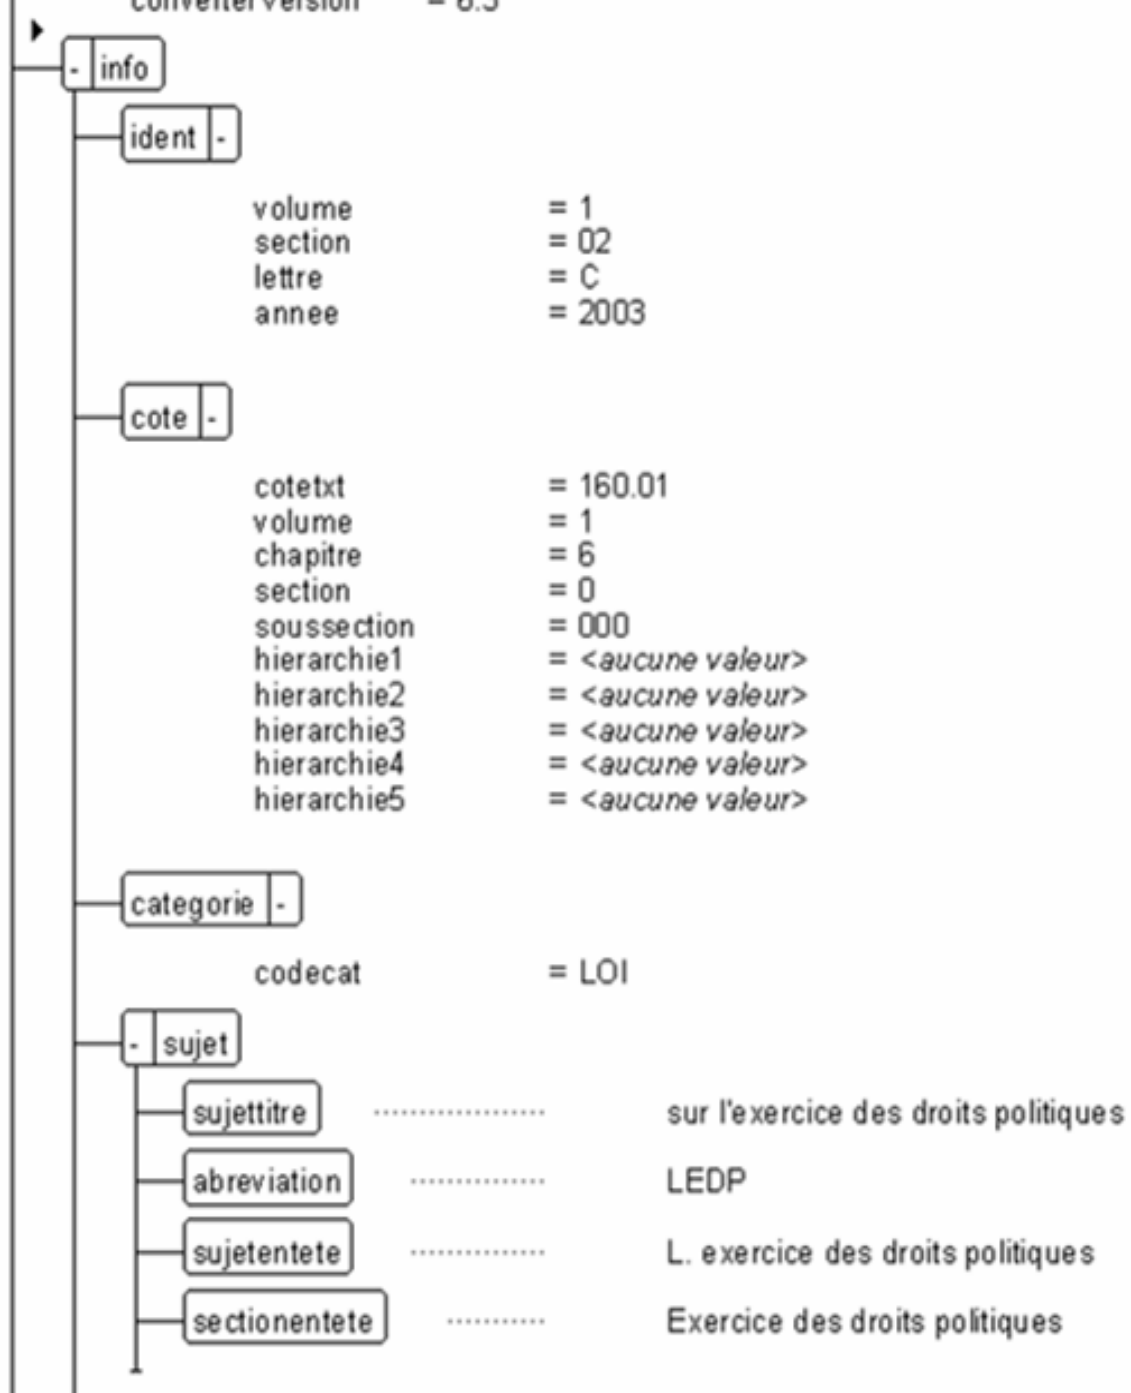 converterversion = 6.3
- info
ident -
volume = 1
section = 02
lettre = C
annee = 2003
cote -
cotetxt = 160.01
volume = 1
chapitre = 6
section = 0
soussection = 000
hierarchie1 = <aucune valeur>
hierarchie2 = <aucune valeur>
hierarchie3 = <aucune valeur>
hierarchie4 = <aucune valeur>
hierarchie5 = <aucune valeur>
categorie -
codecat = LOI
- sujet
sujettitre sur l'exercice des droits politiques
abreviation LEDP
sujetentete L. exercice des droits politiques
sectionentete Exercice des droits politiques